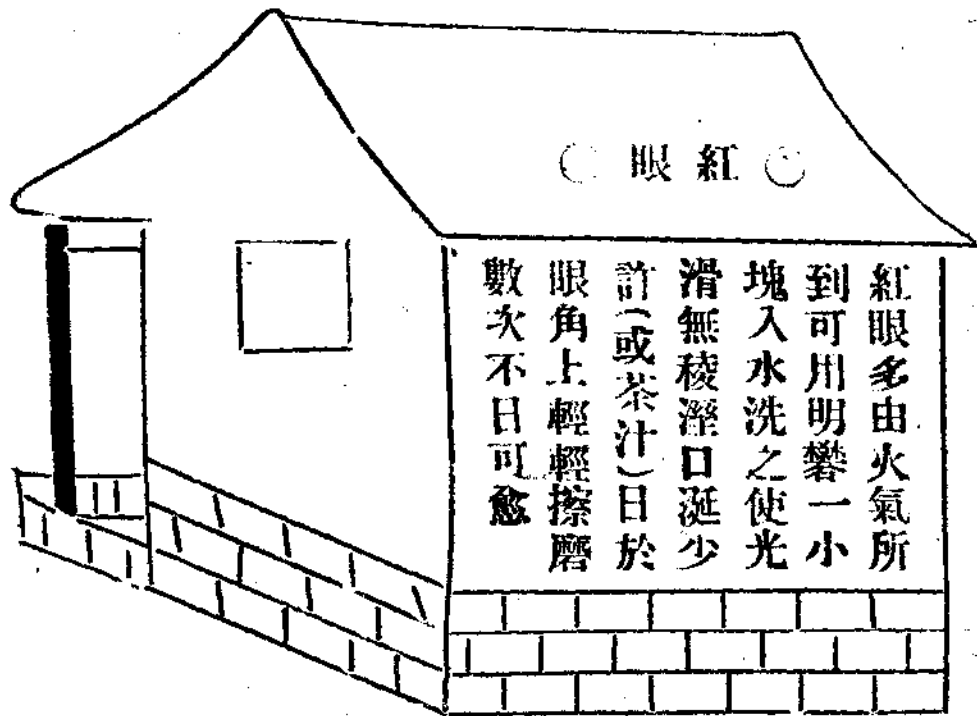 紅眼
紅眼多由火氣所
到可用明礬一小
塊入水洗之使光
滑無稜溼口涎少
許(或茶汁)日於
眼角上輕輕擦磨
數次不日可愈